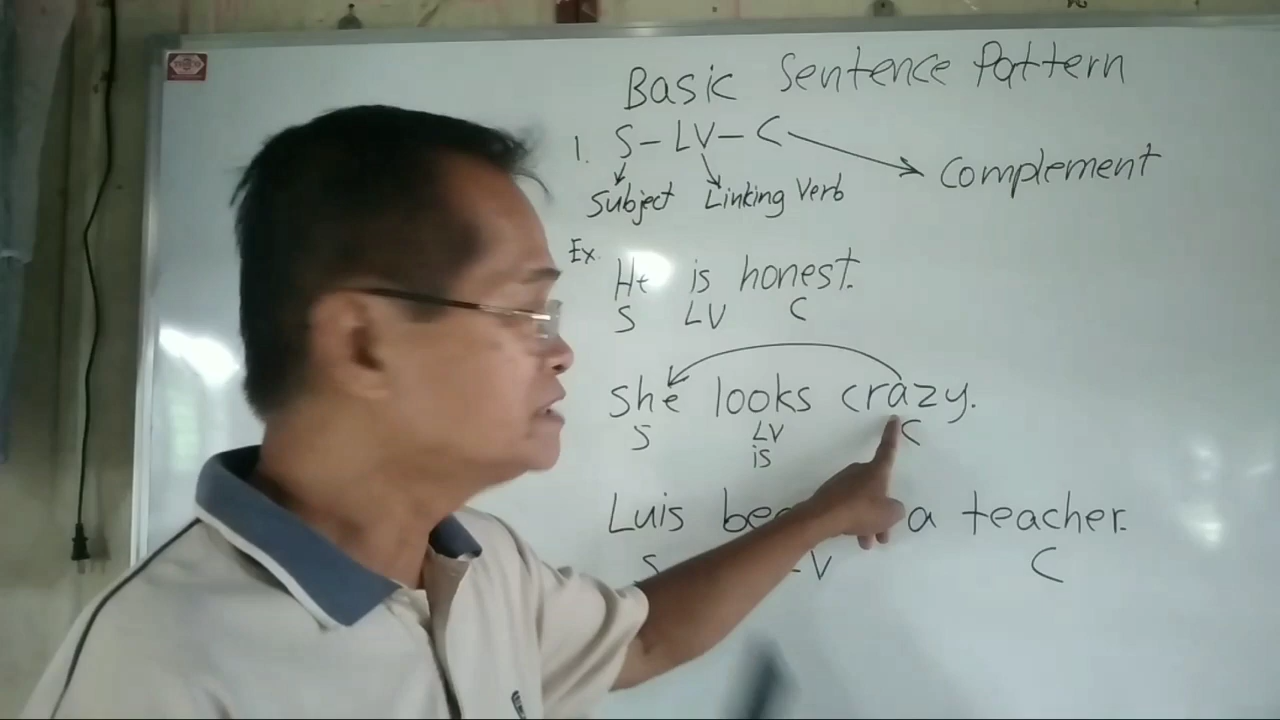 Basic Sentence Pattern
1. S - LV - C Complement
Subject Linking Verb
Ex. He is honest.
S LV C
She looks crazy.
S LV C
is
Luis a teacher.
S V C